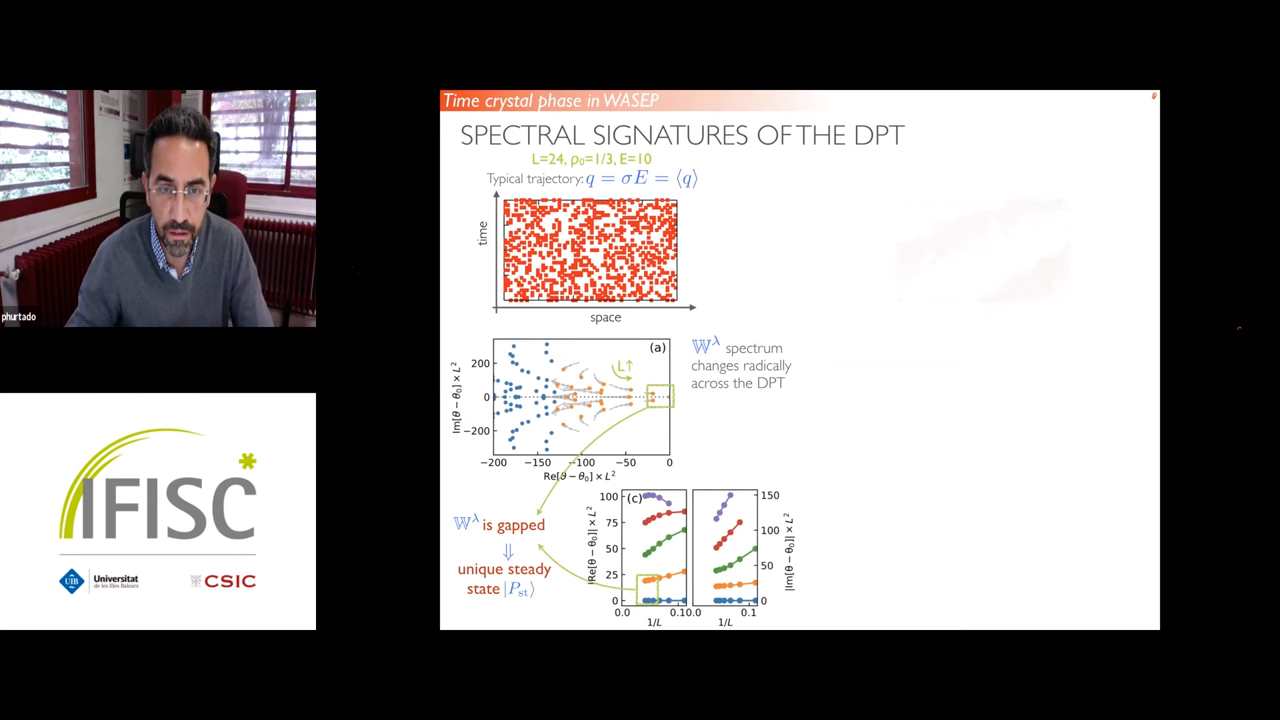 phurtado
IFISC
Universitat
de les Illes Balears
UIB
CSIC
Time crystal phase in WASEP
SPECTRAL SIGNATURES OF THE DPT
L=24, ρ₀=1/3, E=10
Typical trajectory: q = σE = ⟨q⟩
time
space
(a)
L↑
200
0
−200
Im[θ − θ₀] × L²
−200 −150 −100 −50 0
Re[θ − θ₀] × L²
𝕎^λ spectrum
changes radically
across the DPT
𝕎^λ is gapped
⇓
unique steady
state |P_st⟩
(c)
100
75
50
25
0
|Re[θ − θ₀]| × L²
0.0 0.10
1/L
150
100
50
0
|Im[θ − θ₀]| × L²
0.0 0.1
1/L